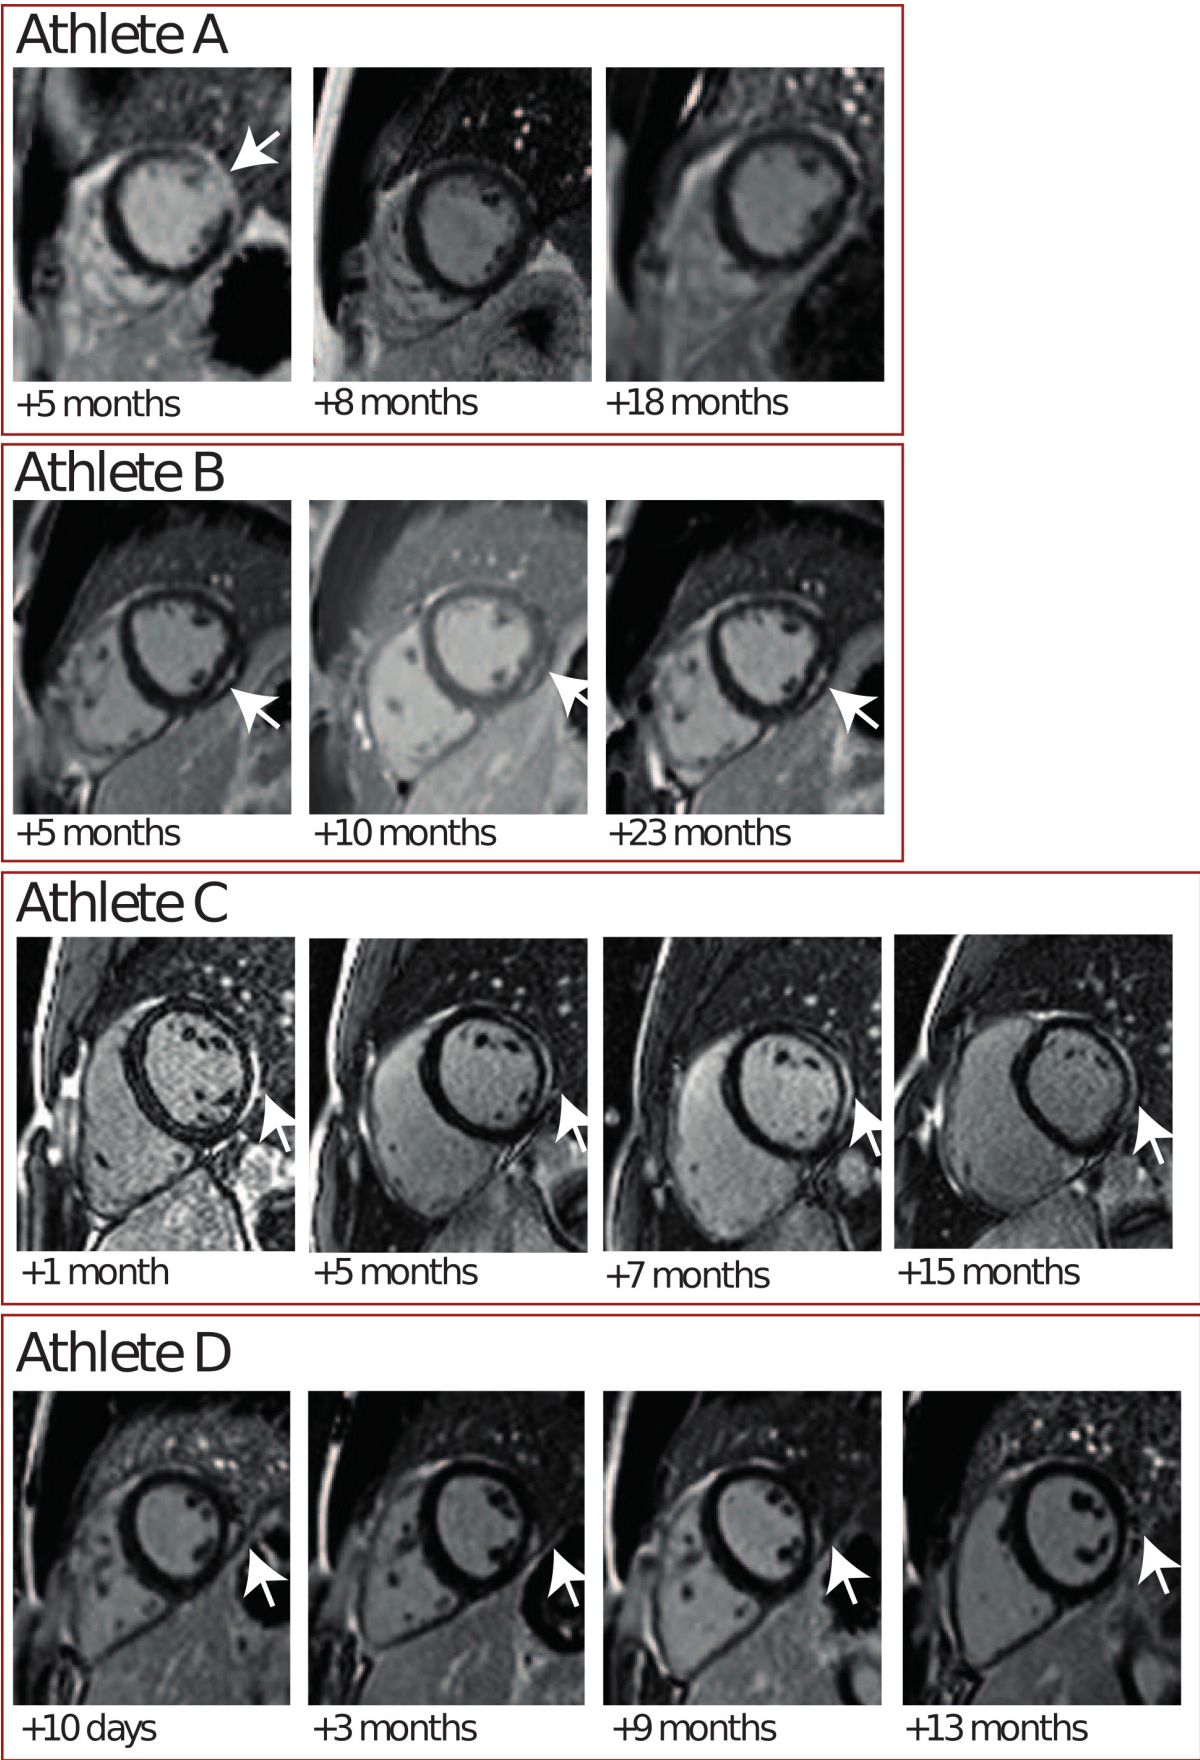 Athlete A
+5 months
+8 months
+18 months
Athlete B
+5 months
+10 months
+23 months
Athlete C
+1 month
+5 months
+7 months
+15 months
Athlete D
+10 days
+3 months
+9 months
+13 months